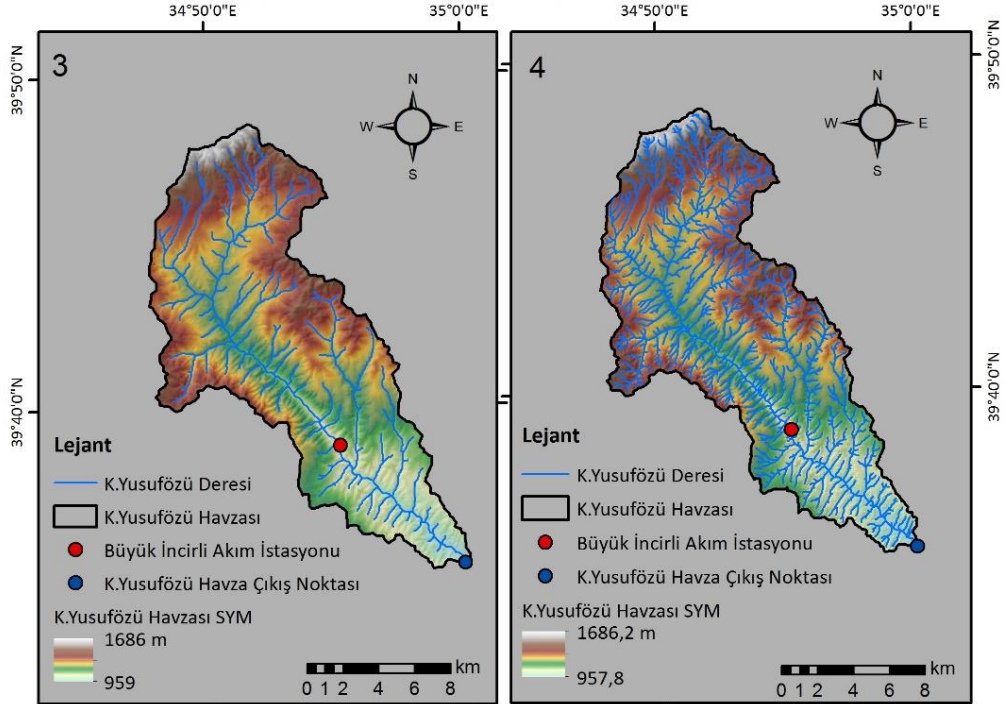 34°50'0"E 35°0'0"E
39°50'0"N
3
N
W E
S
39°40'0"N
Lejant
K.Yusufözü Deresi
K.Yusufözü Havzası
Büyük İncirli Akım İstasyonu
K.Yusufözü Havza Çıkış Noktası
K.Yusufözü Havzası SYM
1686 m
959
km
0 1 2 4 6 8
34°50'0"E 35°0'0"E
39°50'0"N
4
N
W E
S
39°40'0"N
Lejant
K.Yusufözü Deresi
K.Yusufözü Havzası
Büyük İncirli Akım İstasyonu
K.Yusufözü Havza Çıkış Noktası
K.Yusufözü Havzası SYM
1686,2 m
957,8
km
0 1 2 4 6 8